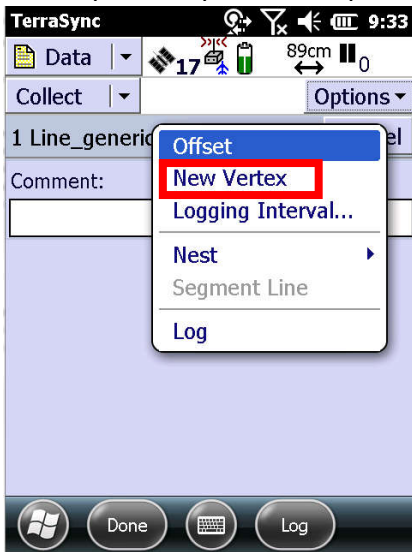 TerraSync 9:33
Data 17 89cm 0
Collect Options
1 Line_generic el
Comment:
Offset
New Vertex
Logging Interval...
Nest
Segment Line
Log
Done Log